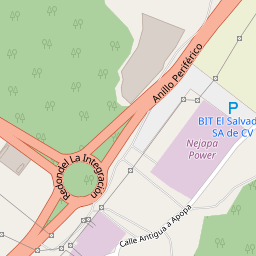 Anillo Periférico
P
BIT El Salvad
SA de CV
Nejapa
Power
Redondel La Integración
Calle Antigua a Apopa